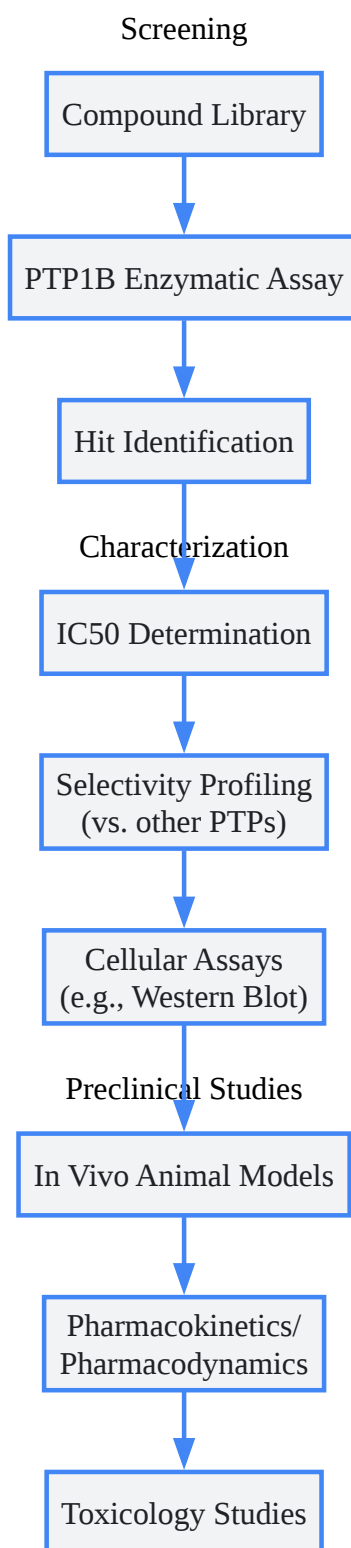 Screening
Compound Library
PTP1B Enzymatic Assay
Hit Identification
Characterization
IC50 Determination
Selectivity Profiling
(vs. other PTPs)
Cellular Assays
(e.g., Western Blot)
Preclinical Studies
In Vivo Animal Models
Pharmacokinetics/
Pharmacodynamics
Toxicology Studies